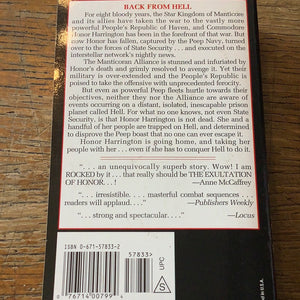 BACK FROM HELL
For eight bloody years, the Star Kingdom of Manticore
and its allies have taken the war to the vastly more
powerful People's Republic of Haven, and Commodore
Honor Harrington has been in the forefront of that war. But
now Honor has fallen, captured by the Peep Navy, turned
over to the forces of State Security . . . and executed on the
interstellar network's nightly news.
The Manticoran Alliance is stunned and infuriated by
Honor's death and grimly resolved to avenge it. Yet their
military is over-extended and the People's Republic is
poised to take the offensive with unprecedented ferocity.
But even as powerful Peep fleets hurtle towards their
objectives, neither they nor the Alliance are aware of
events occurring on a distant, isolated, inescapable prison
planet called Hell. For what no one knows, not even State
Security, is that Honor Harrington is not dead. She and a
handful of her people are trapped on Hell, and determined
to disprove the Peep boast that no one can ever escape it.
Honor Harrington is going home, and taking her
people with her . . . even if she has to conquer Hell to do it.
". . . an unequivocally superb story. Wow! I am
ROCKED by it . . . that really should be THE EXULTATION
OF HONOR. . . !
—Anne McCaffrey
". . . irresistible. . . . masterful combat sequences. . .
readers will applaud. . . ."
—Publishers Weekly
". . . strong and spectacular. . . ."
—Locus
ISBN 0-671-57833-2
57833>
UPC
S
0 76714 00799 4
U.S.A.